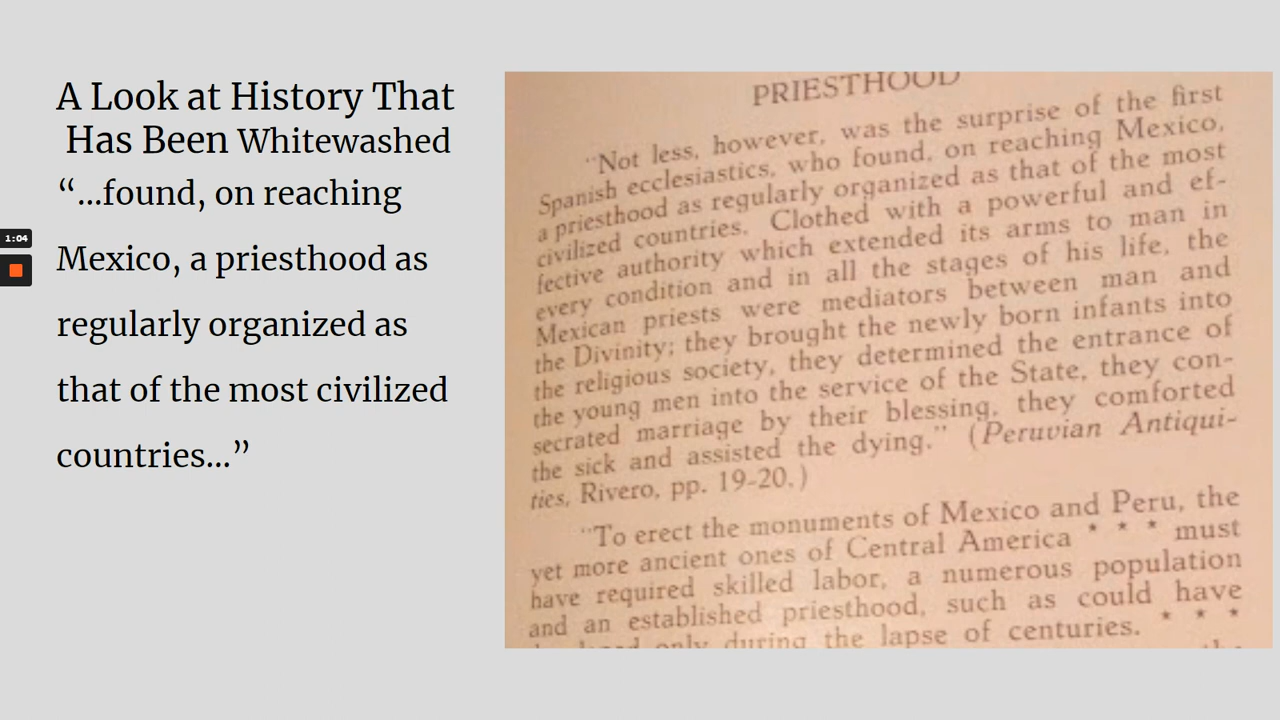 A Look at History That
Has Been Whitewashed
“...found, on reaching
Mexico, a priesthood as
regularly organized as
that of the most civilized
countries...”
1:04
PRIESTHOOD
“Not less, however, was the surprise of the first
Spanish ecclesiastics, who found, on reaching Mexico,
a priesthood as regularly organized as that of the most
civilized countries. Clothed with a powerful and ef-
fective authority which extended its arms to man in
every condition and in all the stages of his life, the
Mexican priests were mediators between man and
the Divinity; they brought the newly born infants into
the religious society, they determined the entrance of
the young men into the service of the State, they con-
secrated marriage by their blessing, they comforted
the sick and assisted the dying.” (Peruvian Antiqui-
ties, Rivero, pp. 19-20.)
“To erect the monuments of Mexico and Peru, the
yet more ancient ones of Central America * * * must
have required skilled labor, a numerous population
and an established priesthood, such as could have
only during the lapse of centuries. * * *